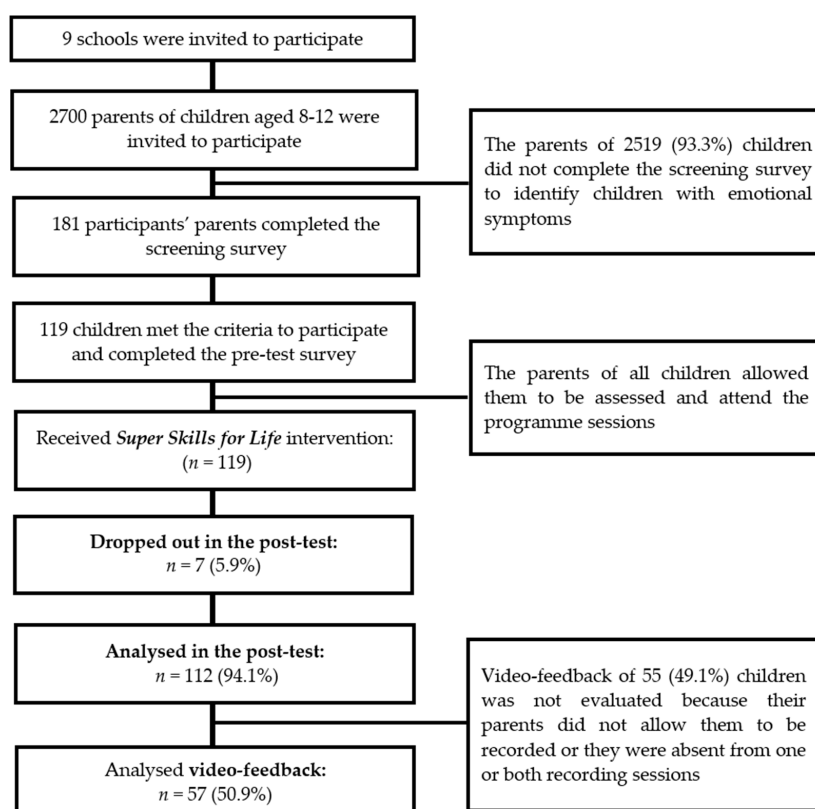 9 schools were invited to participate
2700 parents of children aged 8-12 were
invited to participate
The parents of 2519 (93.3%) children
did not complete the screening survey
to identify children with emotional
symptoms
181 participants’ parents completed the
screening survey
119 children met the criteria to participate
and completed the pre-test survey
The parents of all children allowed
them to be assessed and attend the
programme sessions
Received Super Skills for Life intervention:
(n = 119)
Dropped out in the post-test:
n = 7 (5.9%)
Analysed in the post-test:
n = 112 (94.1%)
Video-feedback of 55 (49.1%) children
was not evaluated because their
parents did not allow them to be
recorded or they were absent from one
or both recording sessions
Analysed video-feedback:
n = 57 (50.9%)